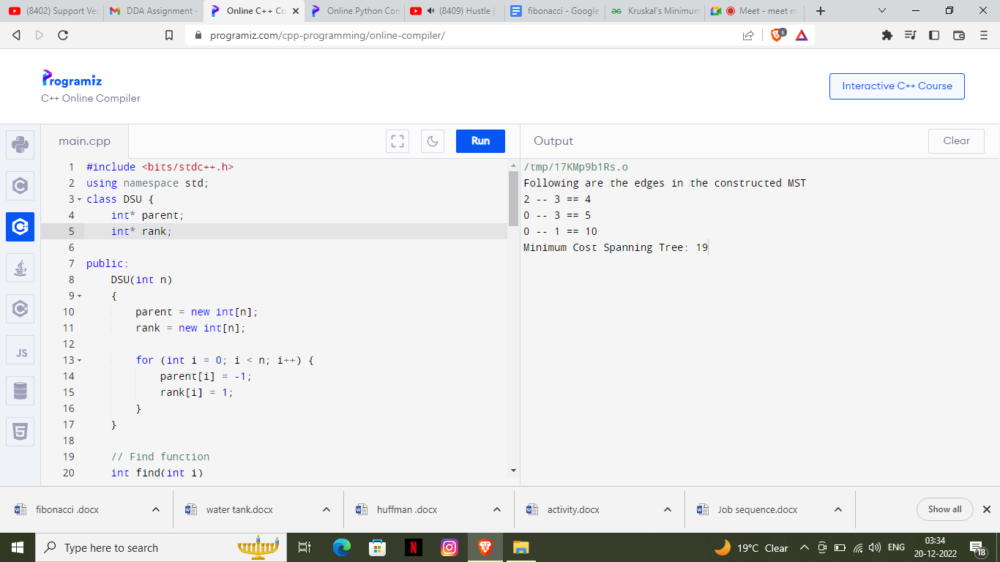 (8402) Support Vec
DDA Assignment -
Online C++ Co
Online Python Com
(8409) Hustle |
fibonacci - Google
Kruskal's Minimum
Meet - meet m
programiz.com/cpp-programming/online-compiler/
3
Programiz
C++ Online Compiler
Interactive C++ Course
main.cpp
Run
Output
Clear
1 #include <bits/stdc++.h>
2 using namespace std;
3 class DSU {
4     int* parent;
5     int* rank;
6
7 public:
8     DSU(int n)
9     {
10         parent = new int[n];
11         rank = new int[n];
12
13         for (int i = 0; i < n; i++) {
14             parent[i] = -1;
15             rank[i] = 1;
16         }
17     }
18
19     // Find function
20     int find(int i)
JS
/tmp/17KMp9b1Rs.o
Following are the edges in the constructed MST
2 -- 3 == 4
0 -- 3 == 5
0 -- 1 == 10
Minimum Cost Spanning Tree: 19
fibonacci .docx
water tank.docx
huffman .docx
activity.docx
Job sequence.docx
Show all
Type here to search
19°C Clear
ENG
03:34
20-12-2022
18